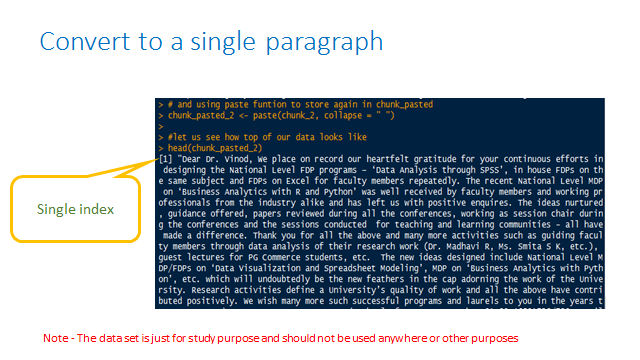 Convert to a single paragraph
> # and using paste funtion to store again in chunk_pasted
> chunk_pasted_2 <- paste(chunk_2, collapse = " ")
>
> #let us see how top of our data looks like
> head(chunk_pasted_2)
[1] "Dear Dr. Vinod, We place on record our heartfelt gratitude for your continuous efforts in
designing the National Level FDP programs – ‘Data Analysis through SPSS’, in house FDPs on th
e same subject and FDPs on Excel for faculty members repeatedly. The recent National Level MDP
on ‘Business Analytics with R and Python’ was well received by faculty members and working pr
ofessionals from the industry alike and has left us with positive enquires. The ideas nurtured
, guidance offered, papers reviewed during all the conferences, working as session chair durin
g the conferences and the sessions conducted  for teaching and learning communities - all have
made a difference. Thank you for all the above and many more activities such as guiding facul
ty members through data analysis of their research work (Dr. Madhavi R, Ms. Smita S K, etc.),
guest lectures for PG Commerce students, etc.  The new ideas designed include National Level M
DP/FDPs on ‘Data Visualization and Spreadsheet Modeling’, MDP on ‘Business Analytics with Pyth
on’, etc. which will undoubtedly be the new feathers in the cap adorning the work of the Unive
rsity. Research activities define a University's quality of work and all the above have contri
buted positively. We wish many more such successful programs and laurels to you in the years t
Single index
Note - The data set is just for study purpose and should not be used anywhere or other purposes